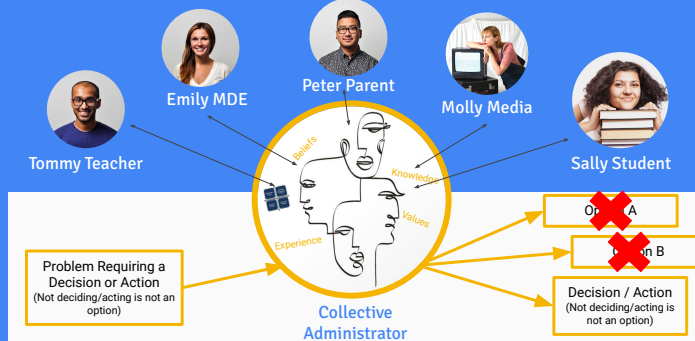 Peter Parent
Emily MDE
Molly Media
Tommy Teacher
Sally Student
Beliefs
Knowledge
Values
Experience
Problem Requiring a
Decision or Action
(Not deciding/acting is not an
option)
Collective
Administrator
A
B
Decision / Action
(Not deciding/acting is
not an option)